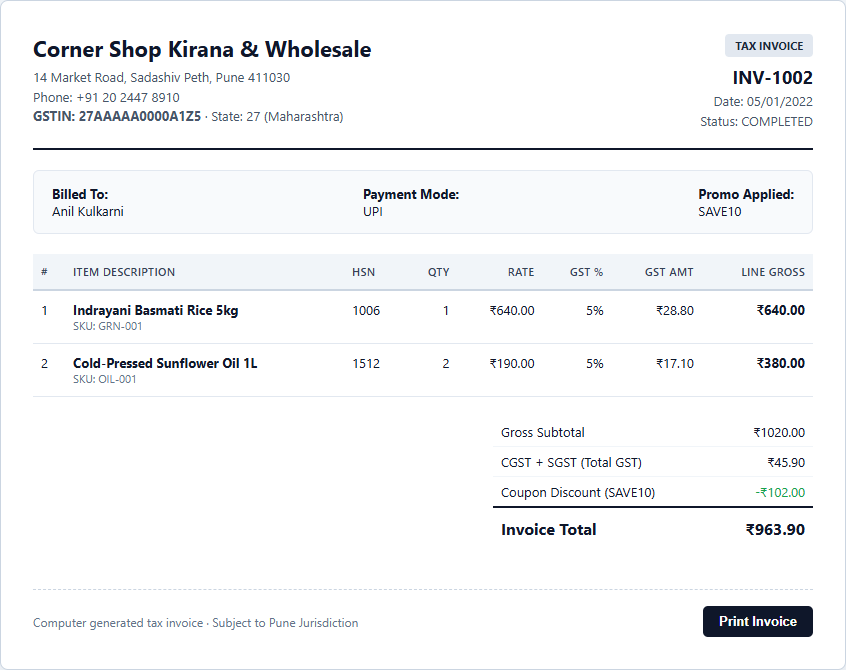 Corner Shop Kirana & Wholesale
14 Market Road, Sadashiv Peth, Pune 411030
Phone: +91 20 2447 8910
GSTIN: 27AAAAA0000A1Z5 · State: 27 (Maharashtra)
TAX INVOICE
INV-1002
Date: 05/01/2022
Status: COMPLETED
Billed To:
Anil Kulkarni
Payment Mode:
UPI
Promo Applied:
SAVE10
# ITEM DESCRIPTION HSN QTY RATE GST % GST AMT LINE GROSS
1 Indrayani Basmati Rice 5kg 1006 1 ₹640.00 5% ₹28.80 ₹640.00
SKU: GRN-001
2 Cold-Pressed Sunflower Oil 1L 1512 2 ₹190.00 5% ₹17.10 ₹380.00
SKU: OIL-001
Gross Subtotal ₹1020.00
CGST + SGST (Total GST) ₹45.90
Coupon Discount (SAVE10) -₹102.00
Invoice Total ₹963.90
Computer generated tax invoice · Subject to Pune Jurisdiction
Print Invoice